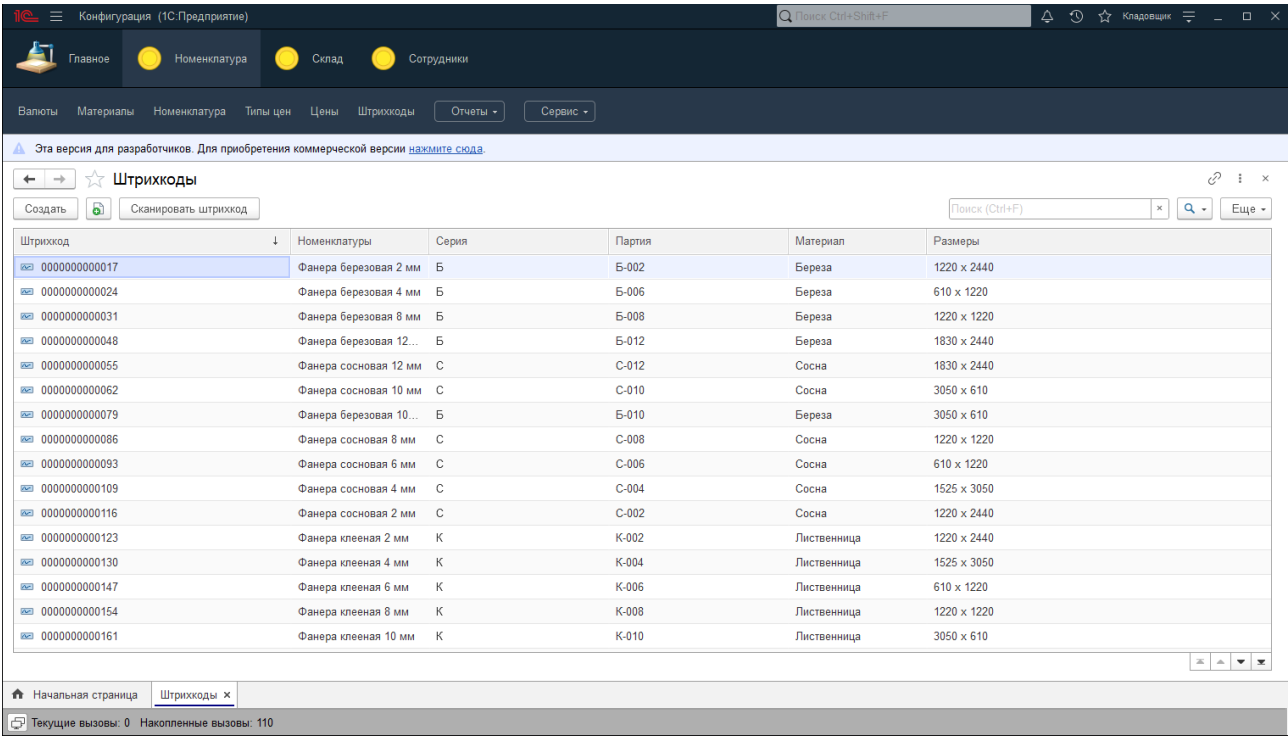 1С Конфигурация (1С:Предприятие) Поиск Ctrl+Shift+F Кладовщик
Главное Номенклатура Склад Сотрудники
Валюты Материалы Номенклатура Типы цен Цены Штрихкоды Отчеты Сервис
Эта версия для разработчиков. Для приобретения коммерческой версии нажмите сюда.
Штрихкоды
Создать Сканировать штрихкод Поиск (Ctrl+F) Еще
Штрихкод Номенклатуры Серия Партия Материал Размеры
0000000000017 Фанера березовая 2 мм Б Б-002 Береза 1220 x 2440
0000000000024 Фанера березовая 4 мм Б Б-006 Береза 610 x 1220
0000000000031 Фанера березовая 8 мм Б Б-008 Береза 1220 x 1220
0000000000048 Фанера березовая 12... Б Б-012 Береза 1830 x 2440
0000000000055 Фанера сосновая 12 мм С С-012 Сосна 1830 x 2440
0000000000062 Фанера сосновая 10 мм С С-010 Сосна 3050 x 610
0000000000079 Фанера березовая 10... Б Б-010 Береза 3050 x 610
0000000000086 Фанера сосновая 8 мм С С-008 Сосна 1220 x 1220
0000000000093 Фанера сосновая 6 мм С С-006 Сосна 610 x 1220
0000000000109 Фанера сосновая 4 мм С С-004 Сосна 1525 x 3050
0000000000116 Фанера сосновая 2 мм С С-002 Сосна 1220 x 2440
0000000000123 Фанера клееная 2 мм К К-002 Лиственница 1220 x 2440
0000000000130 Фанера клееная 4 мм К К-004 Лиственница 1525 x 3050
0000000000147 Фанера клееная 6 мм К К-006 Лиственница 610 x 1220
0000000000154 Фанера клееная 8 мм К К-008 Лиственница 1220 x 1220
0000000000161 Фанера клееная 10 мм К К-010 Лиственница 3050 x 610
Начальная страница Штрихкоды
Текущие вызовы: 0 Накопленные вызовы: 110